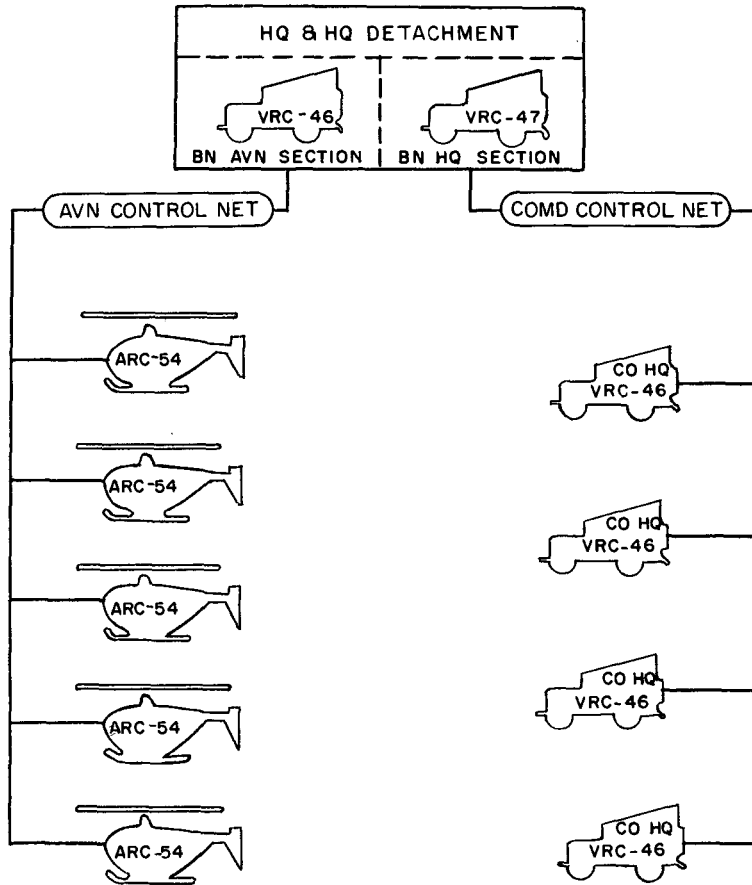 HQ & HQ DETACHMENT
VRC-46
BN AVN SECTION
VRC-47
BN HQ SECTION
AVN CONTROL NET
COMD CONTROL NET
ARC-54
ARC-54
ARC-54
ARC-54
ARC-54
CO HQ
VRC-46
CO HQ
VRC-46
CO HQ
VRC-46
CO HQ
VRC-46